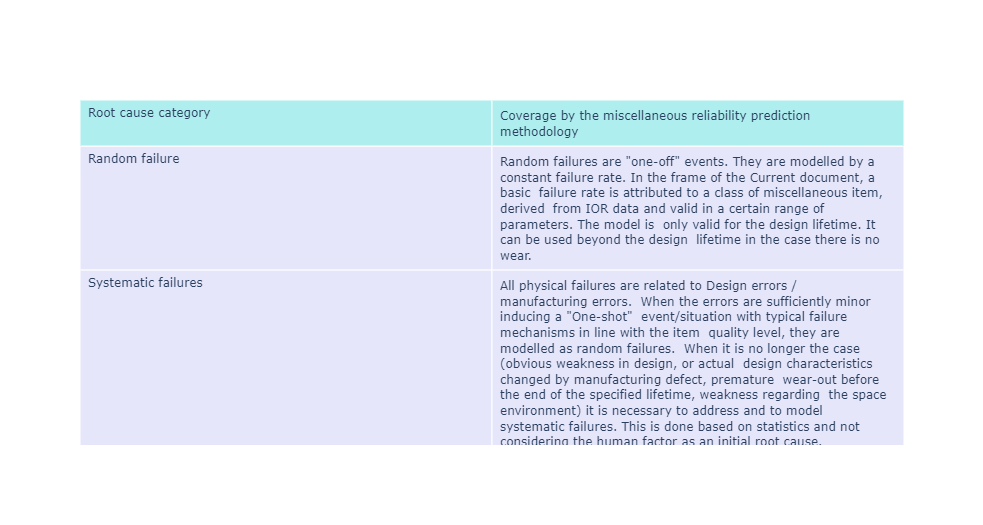 Root cause category
Coverage by the miscellaneous reliability prediction
methodology
Random failure
Random failures are "one-off" events. They are modelled by a
constant failure rate. In the frame of the Current document, a
basic  failure rate is attributed to a class of miscellaneous item,
derived  from IOR data and valid in a certain range of
parameters. The model is  only valid for the design lifetime. It
can be used beyond the design  lifetime in the case there is no
wear.
Systematic failures
All physical failures are related to Design errors /
manufacturing errors.  When the errors are sufficiently minor
inducing a "One-shot"  event/situation with typical failure
mechanisms in line with the item  quality level, they are
modelled as random failures.  When it is no longer the case
(obvious weakness in design, or actual  design characteristics
changed by manufacturing defect, premature  wear-out before
the end of the specified lifetime, weakness regarding  the space
environment) it is necessary to address and to model
systematic failures. This is done based on statistics and not
considering the human factor as an initial root cause.